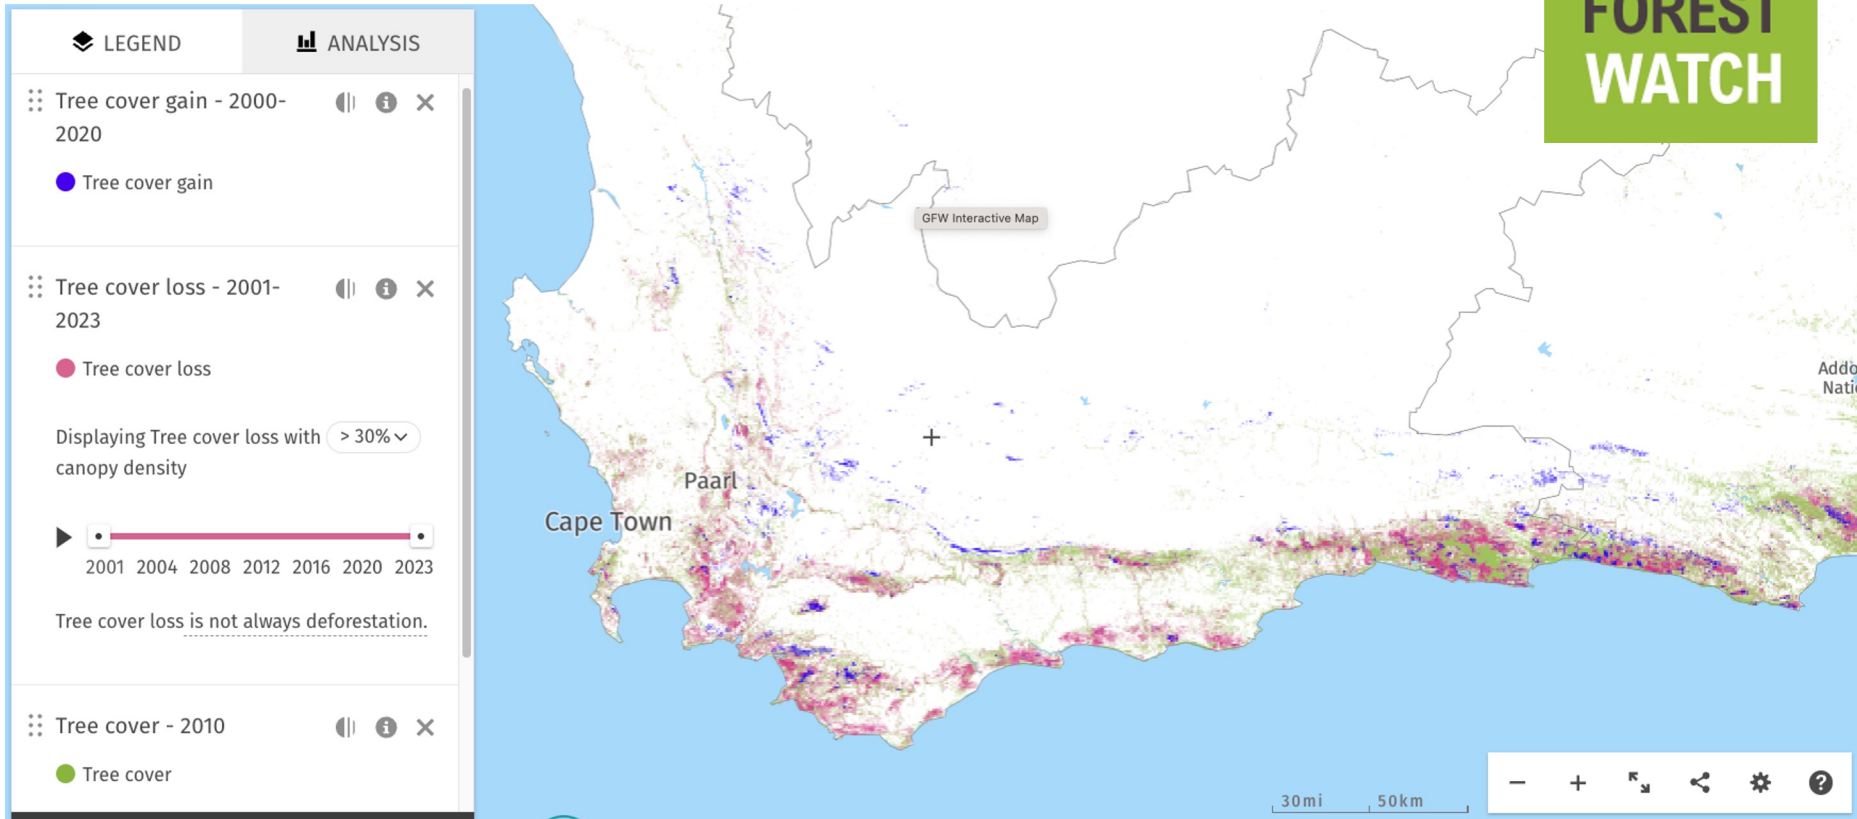 LEGEND
ANALYSIS
Tree cover gain - 2000-
2020
Tree cover gain
Tree cover loss - 2001-
2023
Tree cover loss
Displaying Tree cover loss with > 30%
canopy density
2001 2004 2008 2012 2016 2020 2023
Tree cover loss is not always deforestation.
Tree cover - 2010
Tree cover
FOREST
WATCH
GFW Interactive Map
Addo
Nati
Paarl
Cape Town
30mi
50km